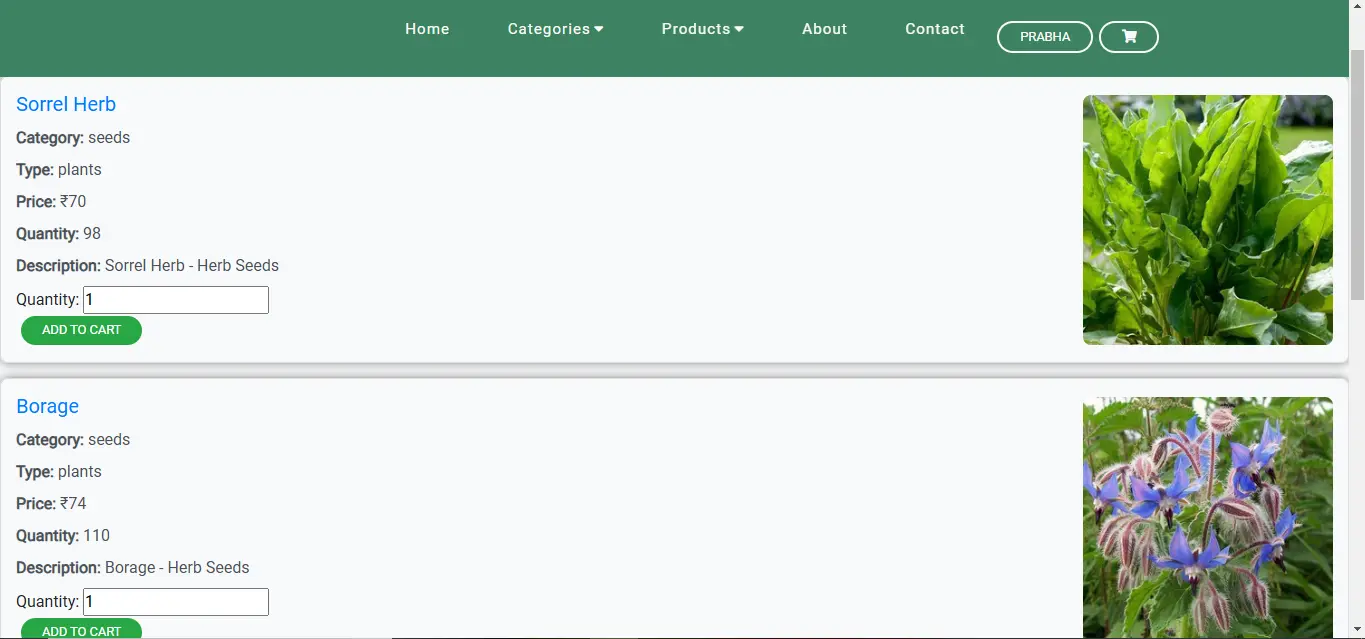 Home Categories Products About Contact PRABHA
Sorrel Herb
Category: seeds
Type: plants
Price: ₹70
Quantity: 98
Description: Sorrel Herb - Herb Seeds
Quantity: 1
ADD TO CART
Borage
Category: seeds
Type: plants
Price: ₹74
Quantity: 110
Description: Borage - Herb Seeds
Quantity: 1
ADD TO CART